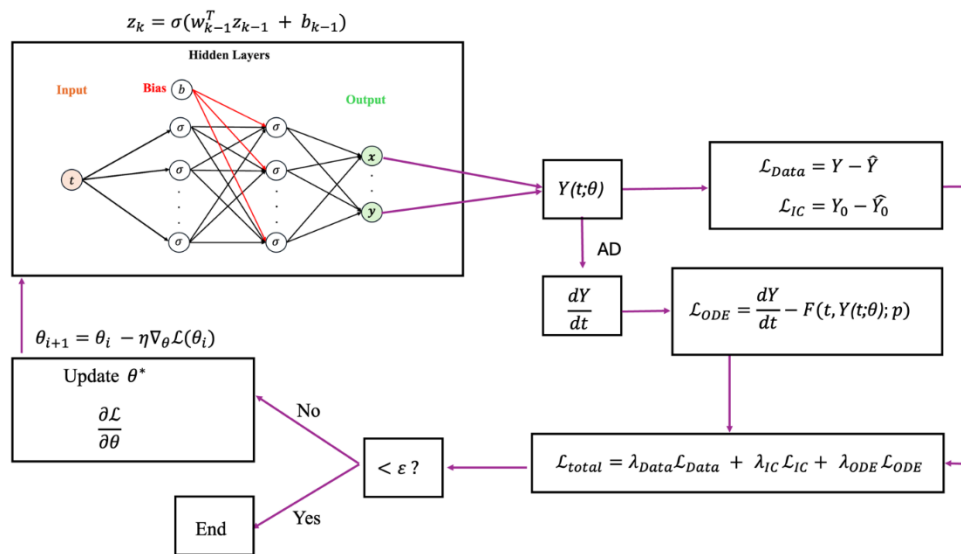 z_k = σ(w_{k-1}^T z_{k-1} + b_{k-1})
Hidden Layers
Input
Bias
b
Output
σ
σ
x
t
σ
σ
y
σ
σ
Y(t;θ)
ℒ_Data = Y − Ŷ
ℒ_IC = Y_0 − Ŷ_0
AD
dY/dt
ℒ_ODE = dY/dt − F(t, Y(t;θ); p)
θ_{i+1} = θ_i − η∇_θ ℒ(θ_i)
Update θ*
∂ℒ/∂θ
No
< ε ?
ℒ_total = λ_Data ℒ_Data + λ_IC ℒ_IC + λ_ODE ℒ_ODE
Yes
End